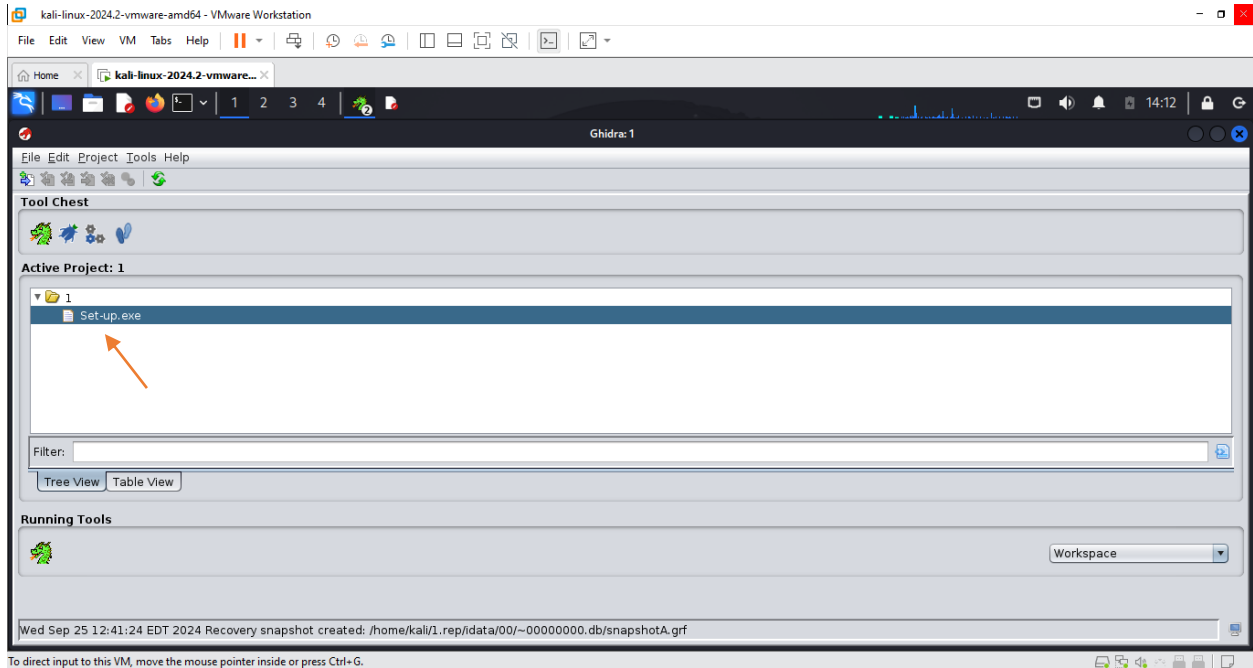 kali-linux-2024.2-vmware-amd64 - VMware Workstation
File Edit View VM Tabs Help
Home kali-linux-2024.2-vmware...
1 2 3 4 2 14:12
Ghidra: 1
File Edit Project Tools Help
Tool Chest
Active Project: 1
1
Set-up.exe
Filter:
Tree View Table View
Running Tools
Workspace
Wed Sep 25 12:41:24 EDT 2024 Recovery snapshot created: /home/kali/1.rep/idata/00/~00000000.db/snapshotA.grf
To direct input to this VM, move the mouse pointer inside or press Ctrl+G.